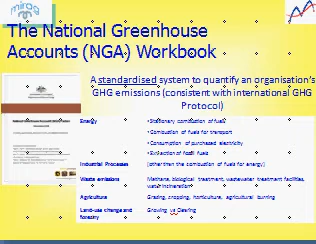 mirag
The National Greenhouse
Accounts (NGA) Workbook
A standardised system to quantify an organisation's
GHG emissions (consistent with international GHG
Protocol)
Energy
•Stationary combustion of fuels
•Combustion of fuels for transport
•Consumption of purchased electricity
•Extraction of fossil fuels
Industrial Processes (other than the combustion of fuels for energy)
Waste emissions Methane, biological treatment, wastewater treatment facilities,
waste incineration
Agriculture Grazing, cropping, horticulture, agricultural burning
Land-use change and Growing vs Clearing
forestry